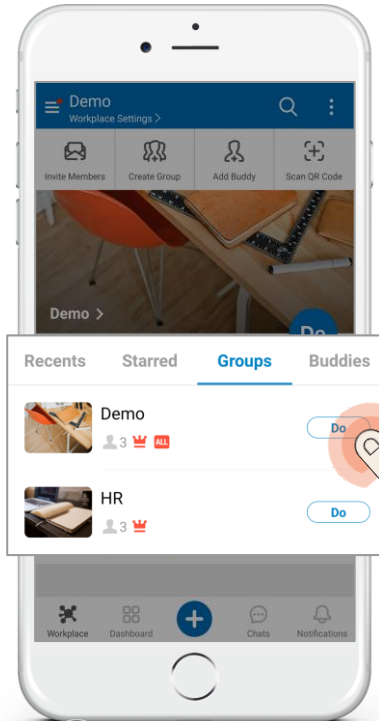 Demo
Workplace Settings >
Invite Members
Create Group
Add Buddy
Scan QR Code
Demo >
Do
Recents
Starred
Groups
Buddies
Demo
3
ALL
Do
HR
3
Do
Workplace
Dashboard
Chats
Notifications